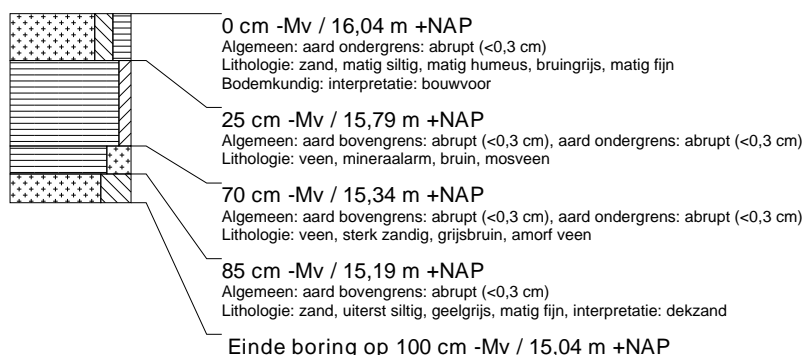 0 cm -Mv / 16,04 m +NAP
Algemeen: aard ondergrens: abrupt (<0,3 cm)
Lithologie: zand, matig siltig, matig humeus, bruingrijs, matig fijn
Bodemkundig: interpretatie: bouwvoor
25 cm -Mv / 15,79 m +NAP
Algemeen: aard bovengrens: abrupt (<0,3 cm), aard ondergrens: abrupt (<0,3 cm)
Lithologie: veen, mineraalarm, bruin, mosveen
70 cm -Mv / 15,34 m +NAP
Algemeen: aard bovengrens: abrupt (<0,3 cm), aard ondergrens: abrupt (<0,3 cm)
Lithologie: veen, sterk zandig, grijsbruin, amorf veen
85 cm -Mv / 15,19 m +NAP
Algemeen: aard bovengrens: abrupt (<0,3 cm)
Lithologie: zand, uiterst siltig, geelgrijs, matig fijn, interpretatie: dekzand
Einde boring op 100 cm -Mv / 15,04 m +NAP